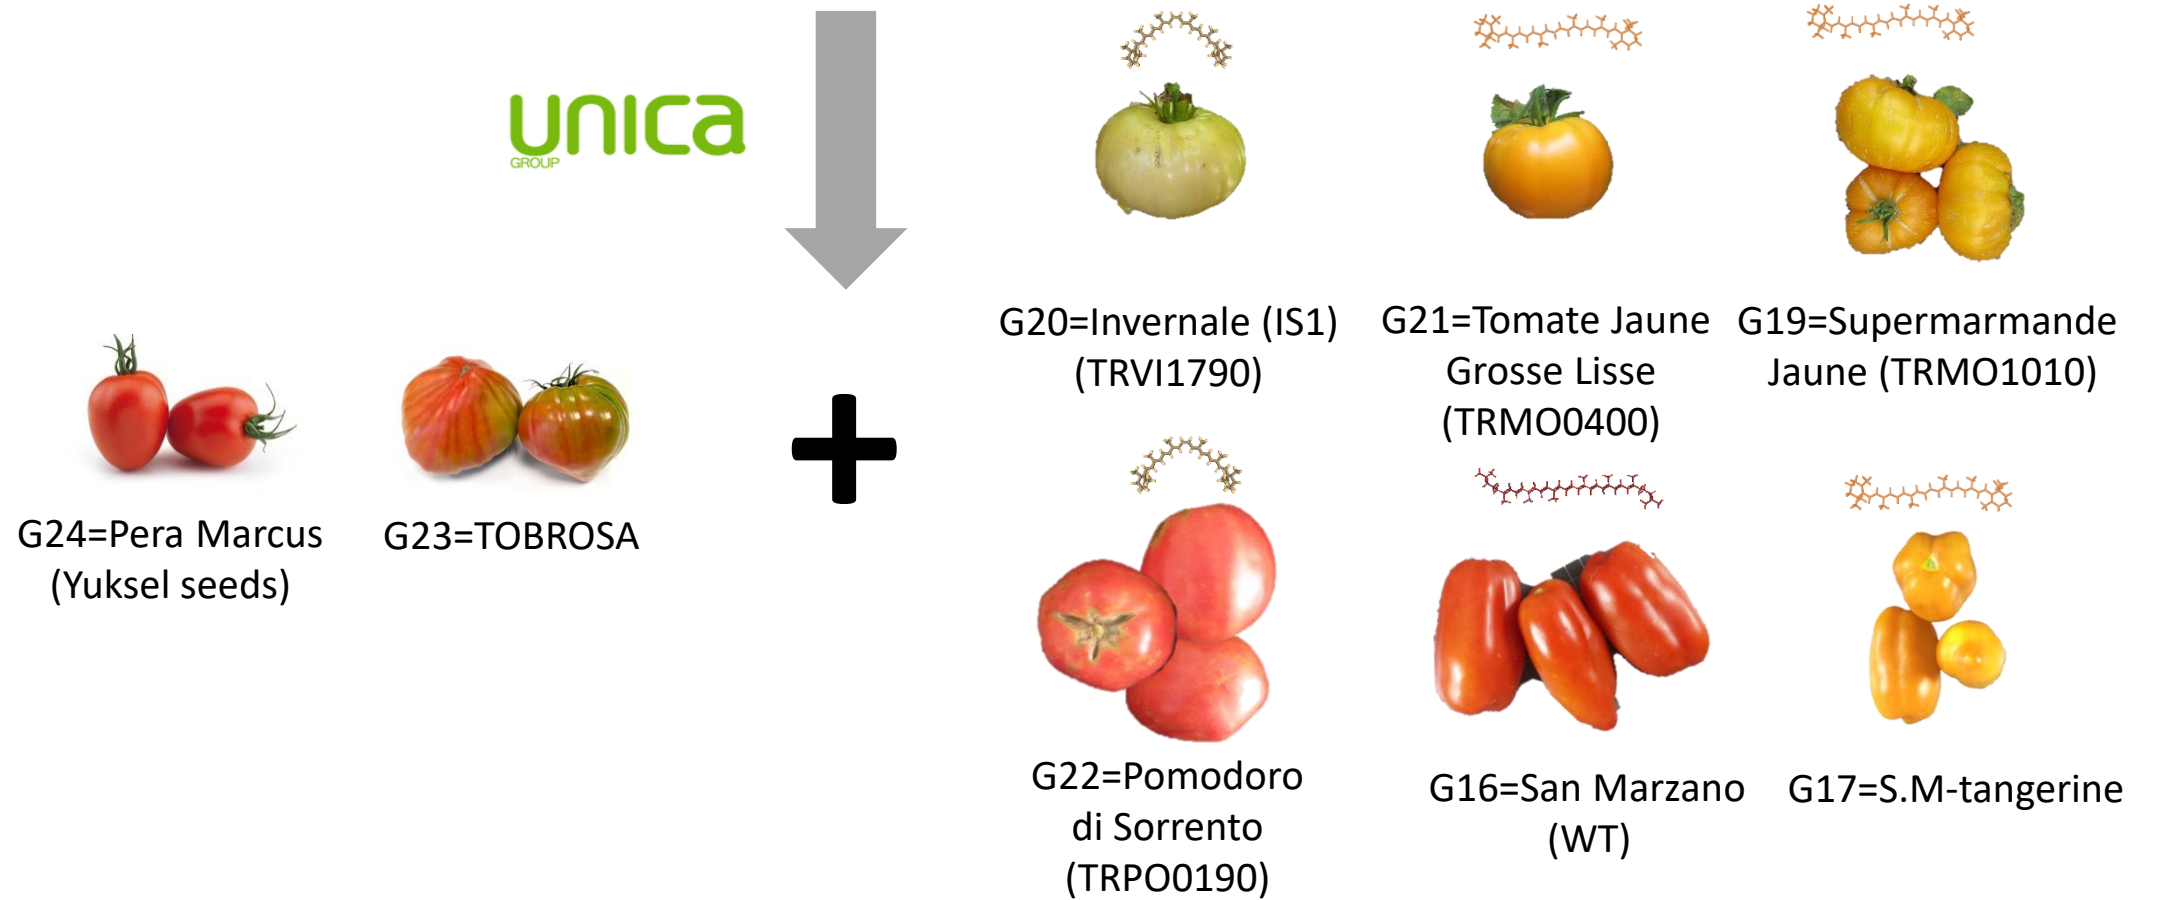 unıca
GROUP
G20=Invernale (IS1)
(TRVI1790)
G21=Tomate Jaune
Grosse Lisse
(TRMO0400)
G19=Supermarmande
Jaune (TRMO1010)
G24=Pera Marcus
(Yuksel seeds)
G23=TOBROSA
G22=Pomodoro
di Sorrento
(TRPO0190)
G16=San Marzano
(WT)
G17=S.M-tangerine